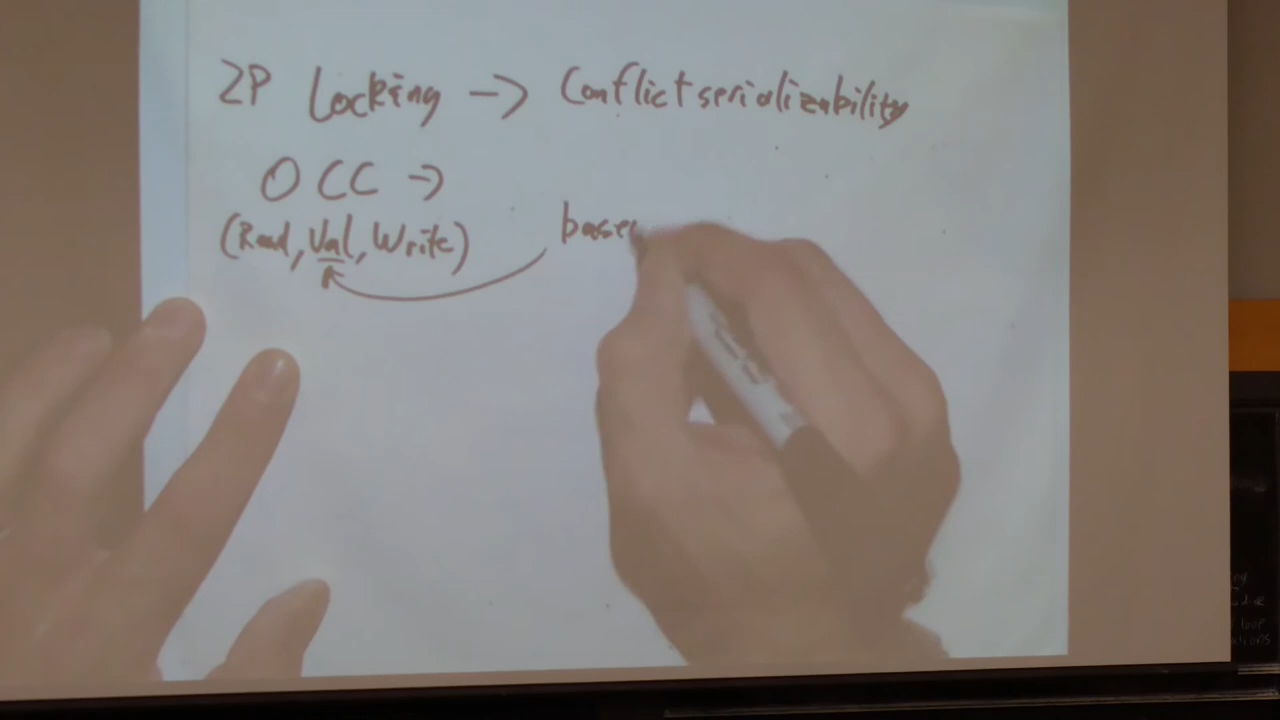 2P Locking -> Conflict serializability
OCC ->
(Read, Val, Write)
base